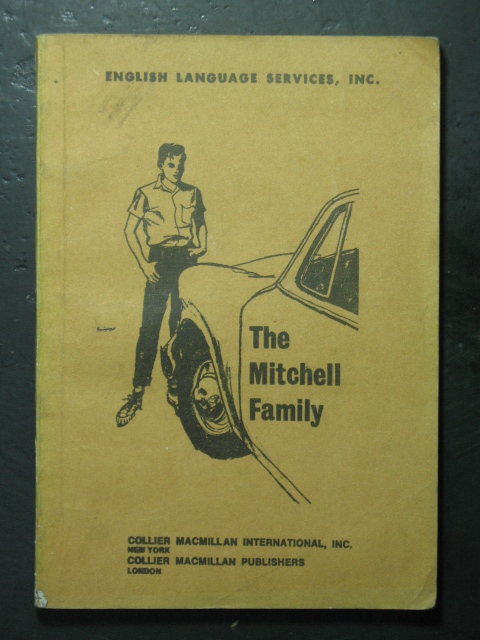 ENGLISH LANGUAGE SERVICES, INC.
The
Mitchell
Family
COLLIER MACMILLAN INTERNATIONAL, INC.
NEW YORK
COLLIER MACMILLAN PUBLISHERS
LONDON